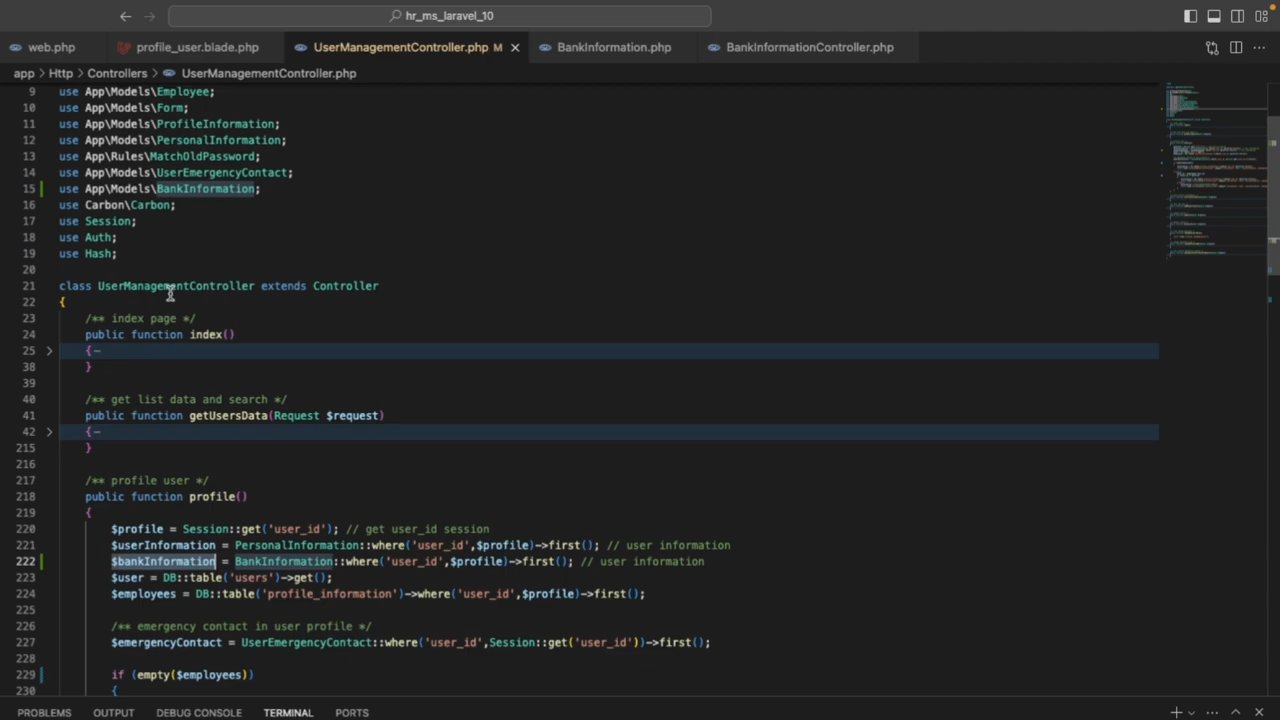 hr_ms_laravel_10
web.php profile_user.blade.php UserManagementController.php M BankInformation.php BankInformationController.php
app > Http > Controllers > UserManagementController.php
9 use App\Models\Employee;
10 use App\Models\Form;
11 use App\Models\ProfileInformation;
12 use App\Models\PersonalInformation;
13 use App\Rules\MatchOldPassword;
14 use App\Models\UserEmergencyContact;
15 use App\Models\BankInformation;
16 use Carbon\Carbon;
17 use Session;
18 use Auth;
19 use Hash;
20
21 class UserManagementController extends Controller
22 {
23 /** index page */
24 public function index()
25 {
38 }
39
40 /** get list data and search */
41 public function getUsersData(Request $request)
42 {
215 }
216
217 /** profile user */
218 public function profile()
219 {
220 $profile = Session::get('user_id'); // get user_id session
221 $userInformation = PersonalInformation::where('user_id',$profile)->first(); // user information
222 $bankInformation = BankInformation::where('user_id',$profile)->first(); // user information
223 $user = DB::table('users')->get();
224 $employees = DB::table('profile_information')->where('user_id',$profile)->first();
225
226 /** emergency contact in user profile */
227 $emergencyContact = UserEmergencyContact::where('user_id',Session::get('user_id'))->first();
228
229 if (empty($employees))
230 {
PROBLEMS OUTPUT DEBUG CONSOLE TERMINAL PORTS